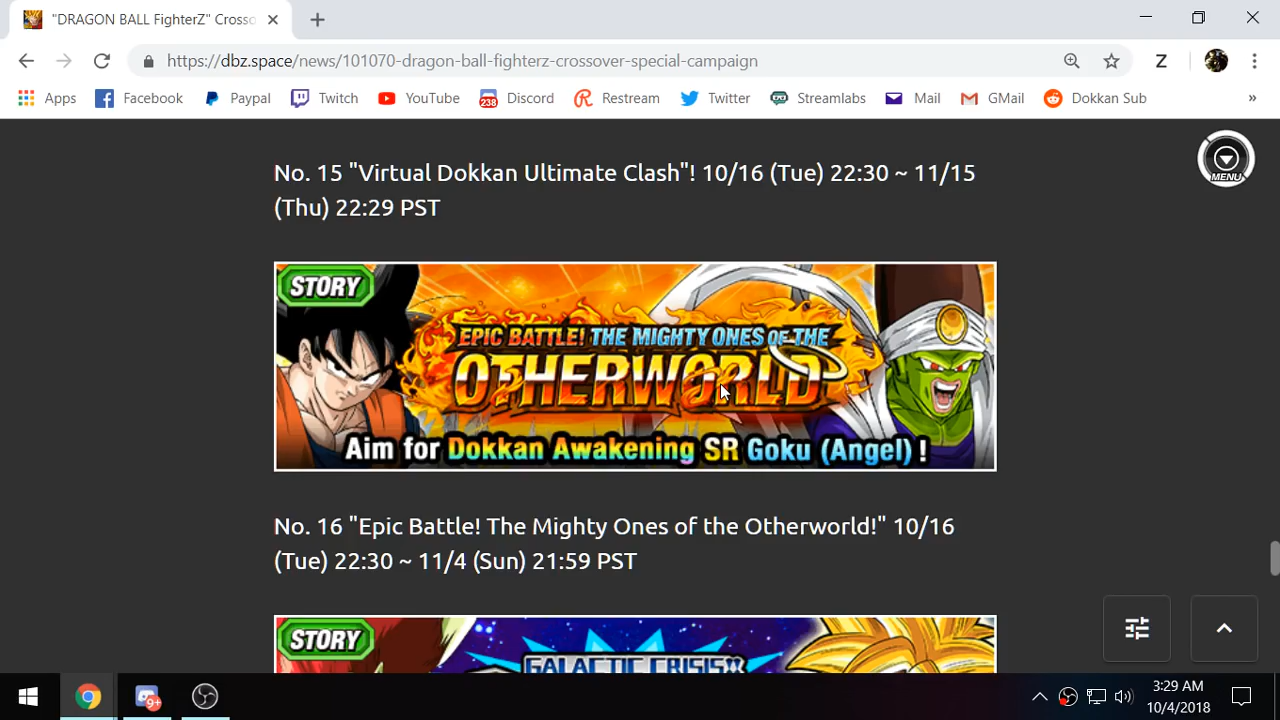 "DRAGON BALL FighterZ" Crosso
https://dbz.space/news/101070-dragon-ball-fighterz-crossover-special-campaign
Z
Apps Facebook Paypal Twitch YouTube 238 Discord Restream Twitter Streamlabs Mail GMail Dokkan Sub »
No. 15 "Virtual Dokkan Ultimate Clash"! 10/16 (Tue) 22:30 ~ 11/15
(Thu) 22:29 PST
MENU
STORY
EPIC BATTLE! THE MIGHTY ONES OF THE
OTHERWORLD
Aim for Dokkan Awakening SR Goku (Angel) !
No. 16 "Epic Battle! The Mighty Ones of the Otherworld!" 10/16
(Tue) 22:30 ~ 11/4 (Sun) 21:59 PST
STORY
GALACTIC CRISIS
9+
3:29 AM
10/4/2018